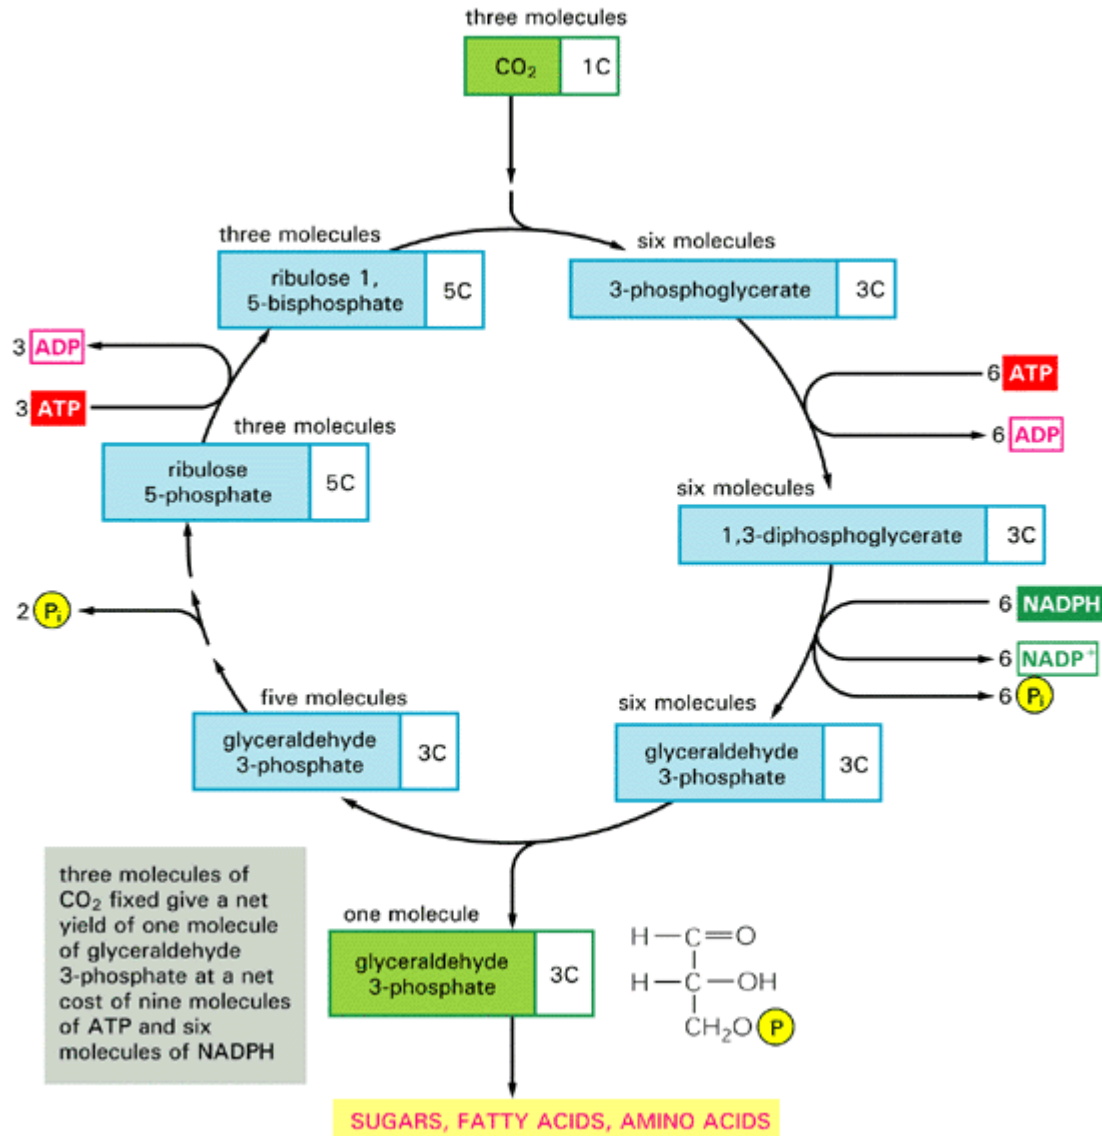 three molecules
CO₂ 1C
three molecules
ribulose 1,
5-bisphosphate
5C
six molecules
3-phosphoglycerate 3C
3 ADP
3 ATP
6 ATP
6 ADP
three molecules
ribulose
5-phosphate
5C
six molecules
1,3-diphosphoglycerate 3C
2 Pi
6 NADPH
6 NADP⁺
6 Pi
five molecules
glyceraldehyde
3-phosphate
3C
six molecules
glyceraldehyde
3-phosphate
3C
three molecules of
CO₂ fixed give a net
yield of one molecule
of glyceraldehyde
3-phosphate at a net
cost of nine molecules
of ATP and six
molecules of NADPH
one molecule
glyceraldehyde
3-phosphate
3C
H—C=O
H—C—OH
CH₂O P
SUGARS, FATTY ACIDS, AMINO ACIDS